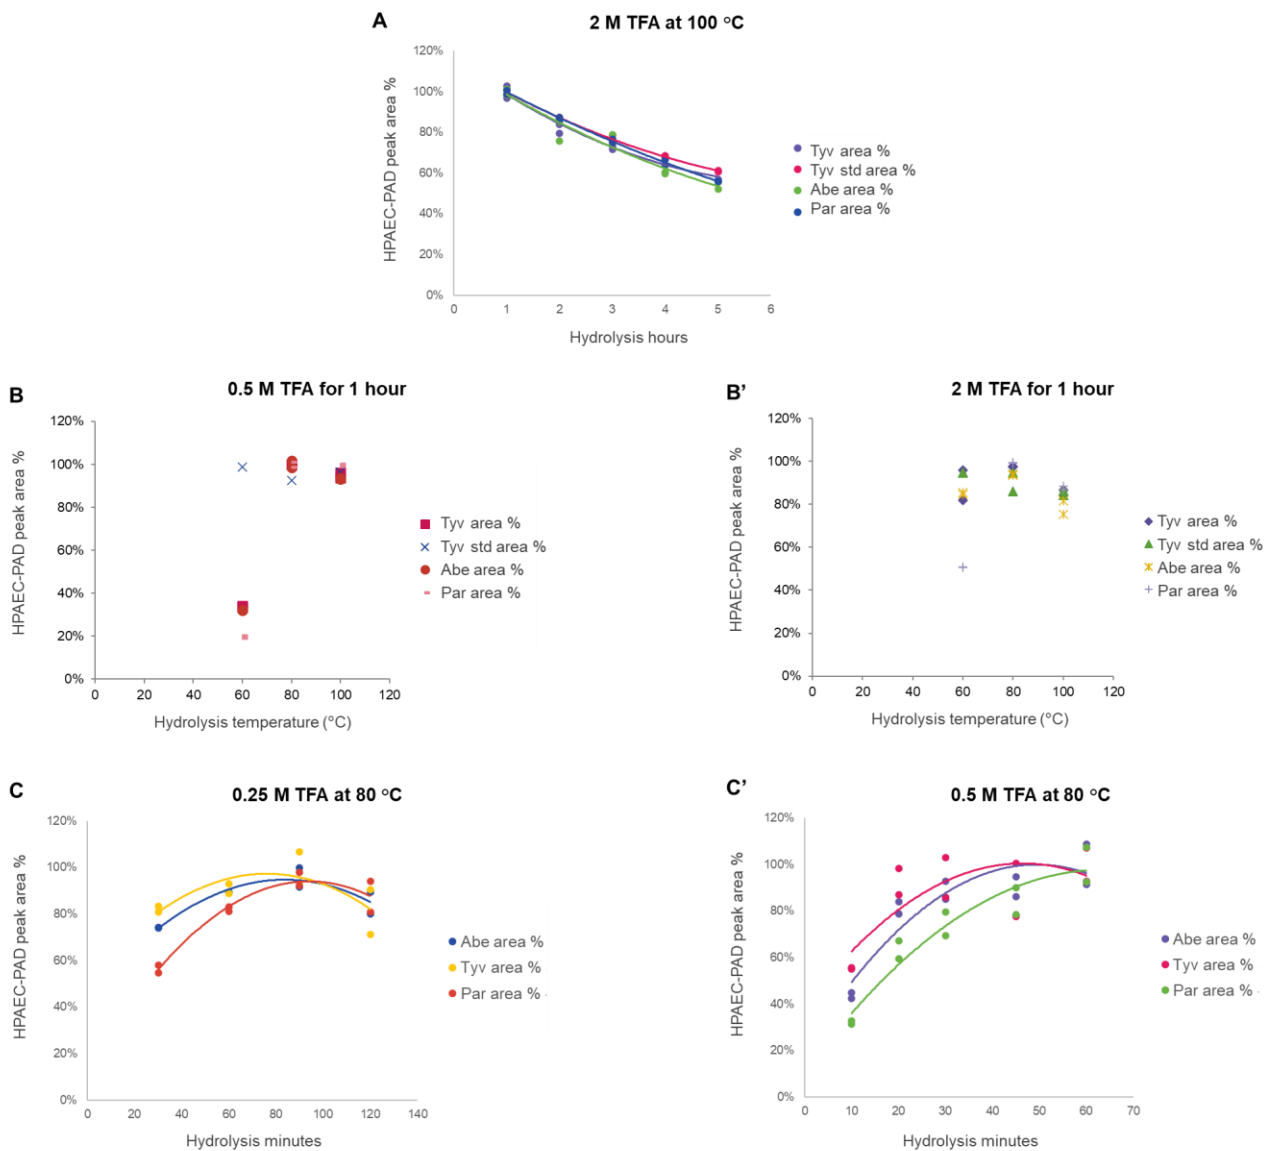 A
2 M TFA at 100 °C
HPAEC-PAD peak area %
120%
100%
80%
60%
40%
20%
0%
0 1 2 3 4 5 6
Hydrolysis hours
Tyv area %
Tyv std area %
Abe area %
Par area %
B
0.5 M TFA for 1 hour
HPAEC-PAD peak area %
120%
100%
80%
60%
40%
20%
0%
0 20 40 60 80 100 120
Hydrolysis temperature (°C)
Tyv area %
Tyv std area %
Abe area %
Par area %
B’
2 M TFA for 1 hour
HPAEC-PAD peak area %
120%
100%
80%
60%
40%
20%
0%
0 20 40 60 80 100 120
Hydrolysis temperature (°C)
Tyv area %
Tyv std area %
Abe area %
Par area %
C
0.25 M TFA at 80 °C
HPAEC-PAD peak area %
120%
100%
80%
60%
40%
20%
0%
0 20 40 60 80 100 120 140
Hydrolysis minutes
Abe area %
Tyv area %
Par area %
C’
0.5 M TFA at 80 °C
HPAEC-PAD peak area %
120%
100%
80%
60%
40%
20%
0%
0 10 20 30 40 50 60 70
Hydrolysis minutes
Abe area %
Tyv area %
Par area %